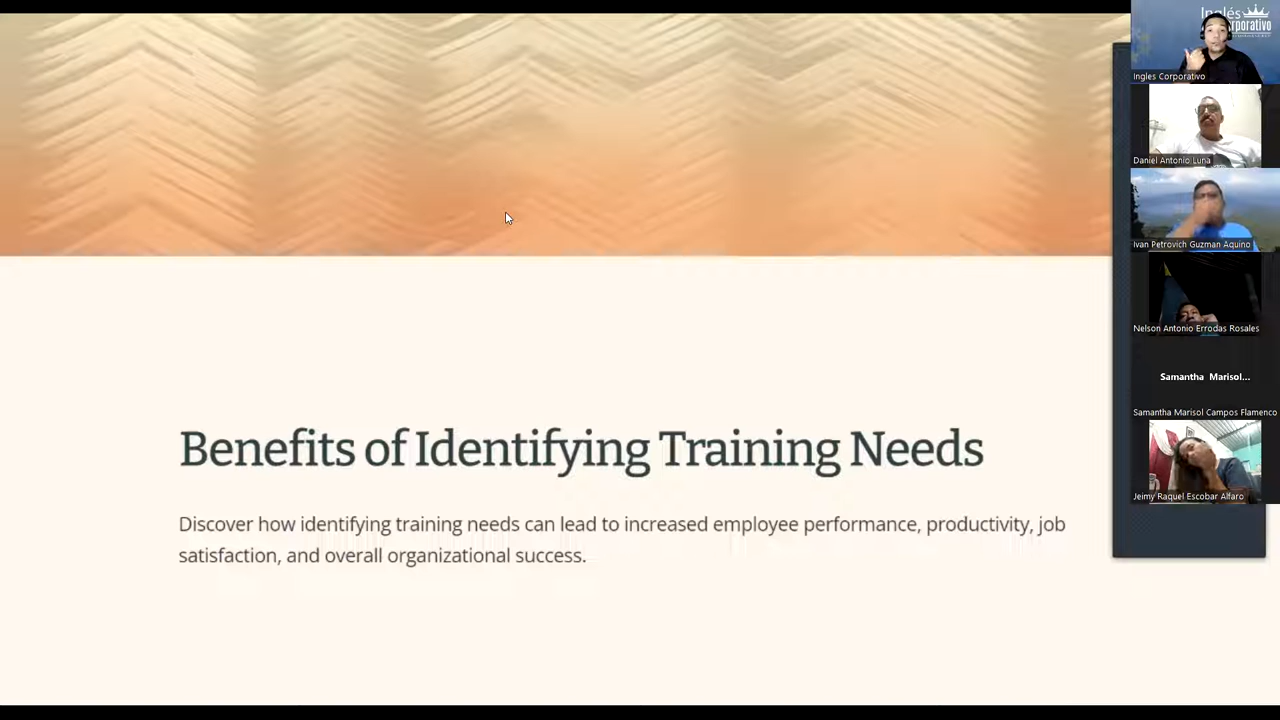 Benefits of Identifying Training Needs
Discover how identifying training needs can lead to increased employee performance, productivity, job
satisfaction, and overall organizational success.
Inglés
Ingles Corporativo
Daniel Antonio Luna
Ivan Petrovich Guzman Aquino
Nelson Antonio Errodas Rosales
Samantha Marisol...
Samantha Marisol Campos Flamenco
Jeimy Raquel Escobar Alfaro